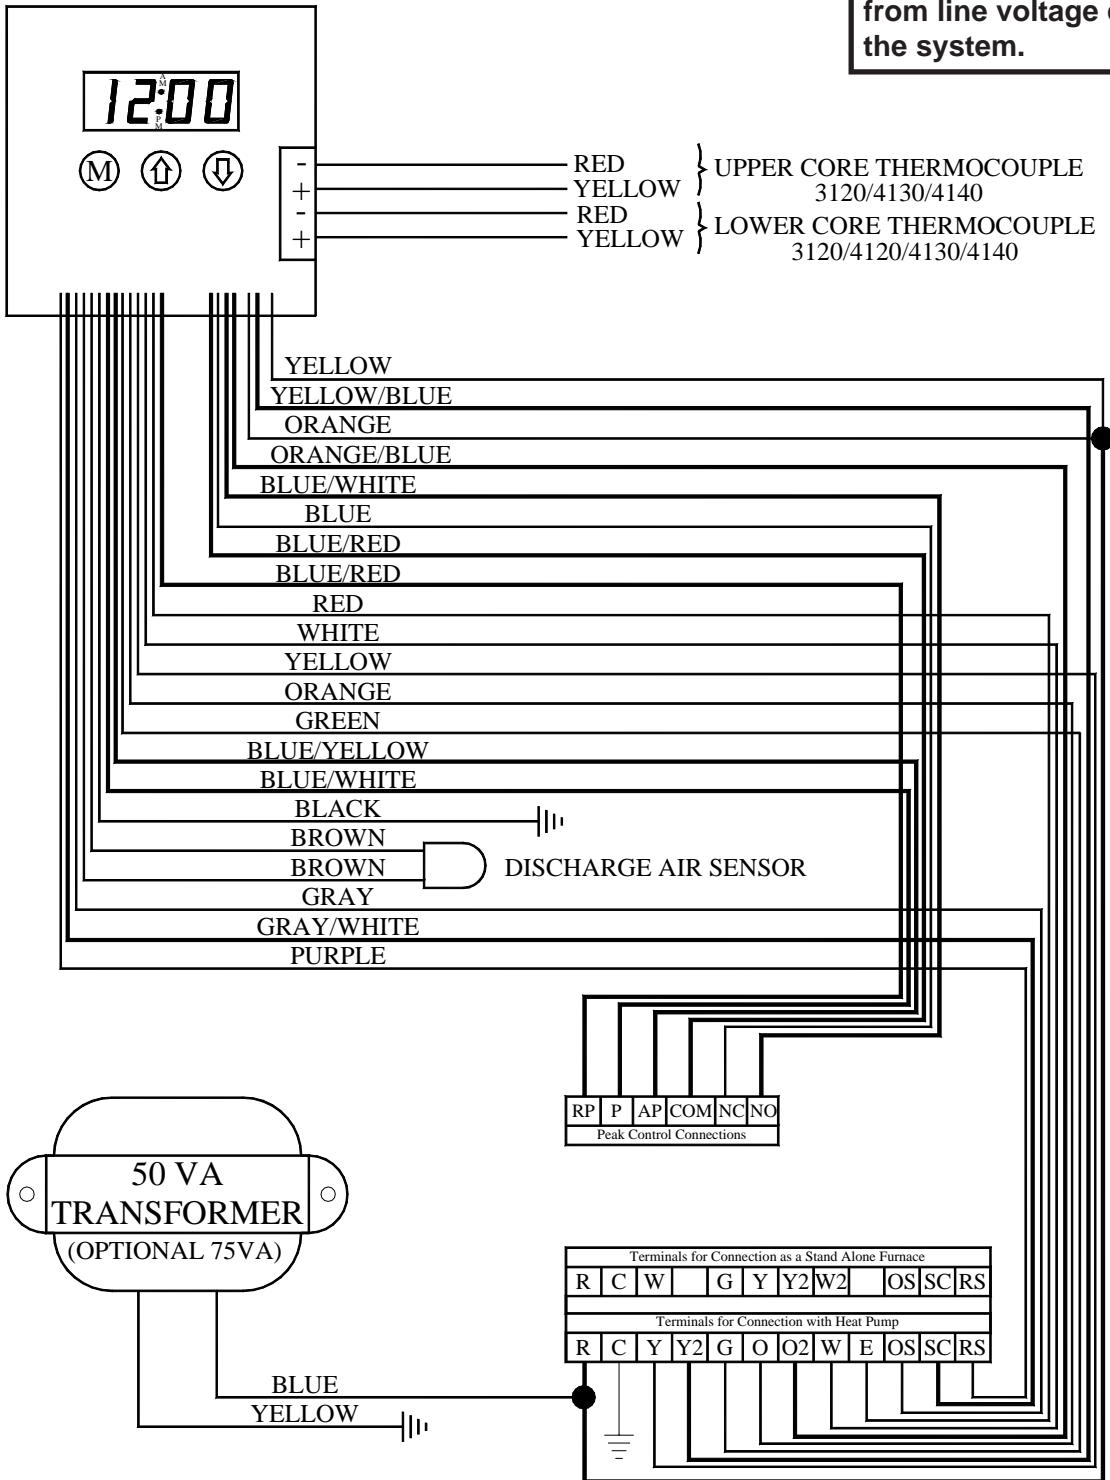 from line voltage
the system.
12:00
AM
PM
M
-
+
-
+
RED
YELLOW
UPPER CORE THERMOCOUPLE
3120/4130/4140
RED
YELLOW
LOWER CORE THERMOCOUPLE
3120/4120/4130/4140
YELLOW
YELLOW/BLUE
ORANGE
ORANGE/BLUE
BLUE/WHITE
BLUE
BLUE/RED
BLUE/RED
RED
WHITE
YELLOW
ORANGE
GREEN
BLUE/YELLOW
BLUE/WHITE
BLACK
BROWN
BROWN
DISCHARGE AIR SENSOR
GRAY
GRAY/WHITE
PURPLE
RP P AP COM NC NO
Peak Control Connections
50 VA
TRANSFORMER
(OPTIONAL 75VA)
BLUE
YELLOW
Terminals for Connection as a Stand Alone Furnace
R C W G Y Y2 W2 OS SC RS
Terminals for Connection with Heat Pump
R C Y Y2 G O O2 W E OS SC RS